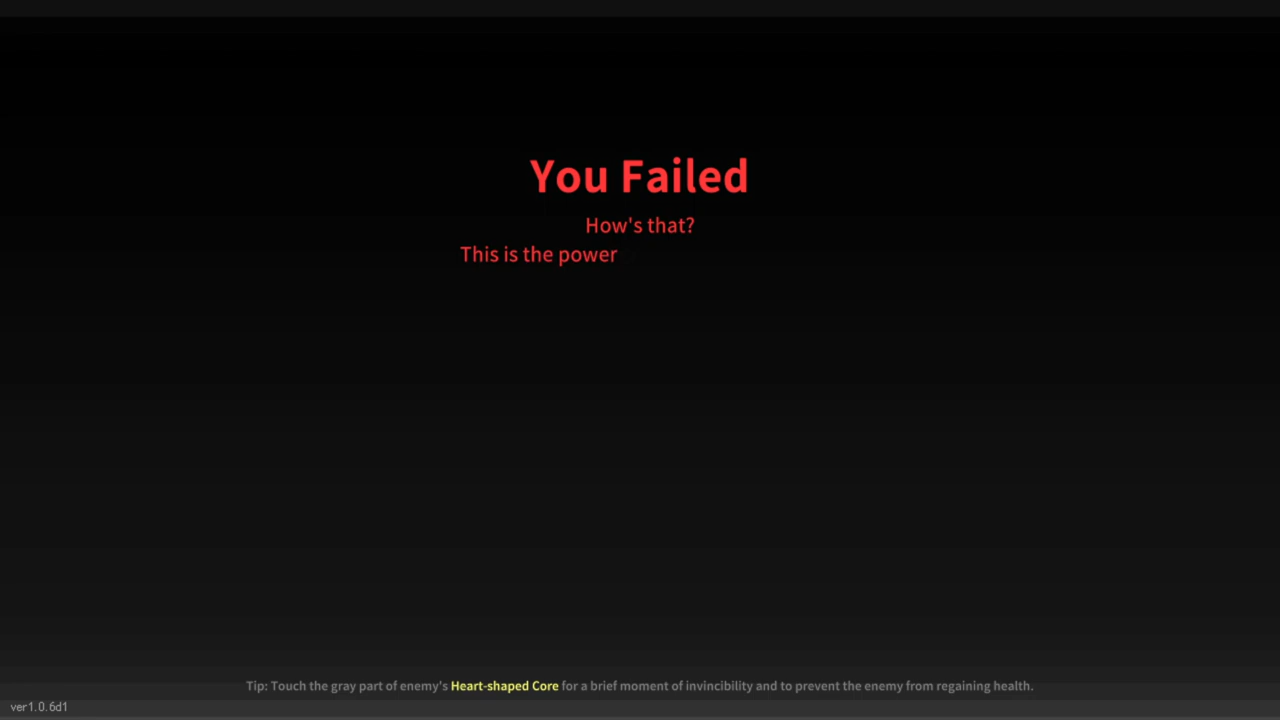 You Failed
How's that?
This is the power
Tip: Touch the gray part of enemy's Heart-shaped Core for a brief moment of invincibility and to prevent the enemy from regaining health.
ver1.0.6d1